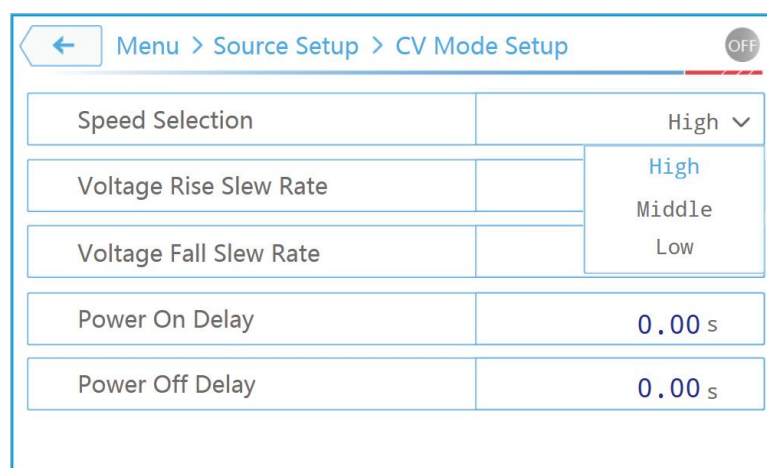 Menu > Source Setup > CV Mode Setup OFF
Speed Selection High
High
Voltage Rise Slew Rate
Middle
Voltage Fall Slew Rate
Low
Power On Delay 0.00 s
Power Off Delay 0.00 s